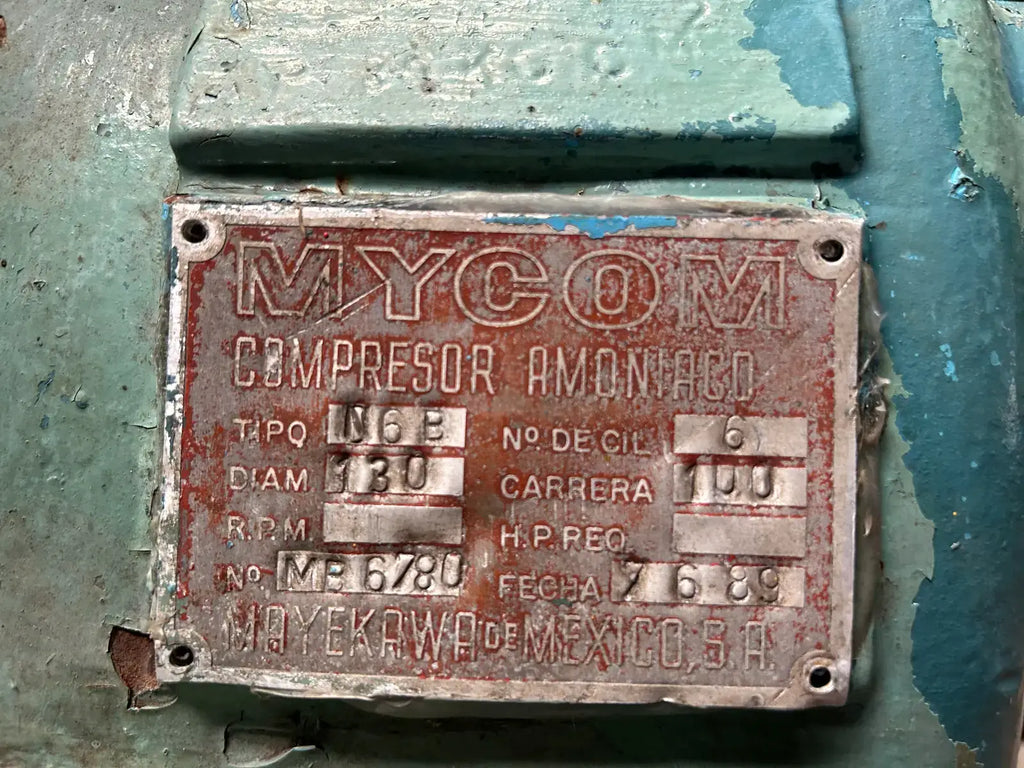 MYCOM
COMPRESOR AMONIACO
TIPO N6B Nº DE CIL 6
DIAM 130 CARRERA 100
R.P.M. H.P. REQ.
Nº MB 6780 FECHA 7 6 89
MAYEKAWA DE MEXICO, S.A.